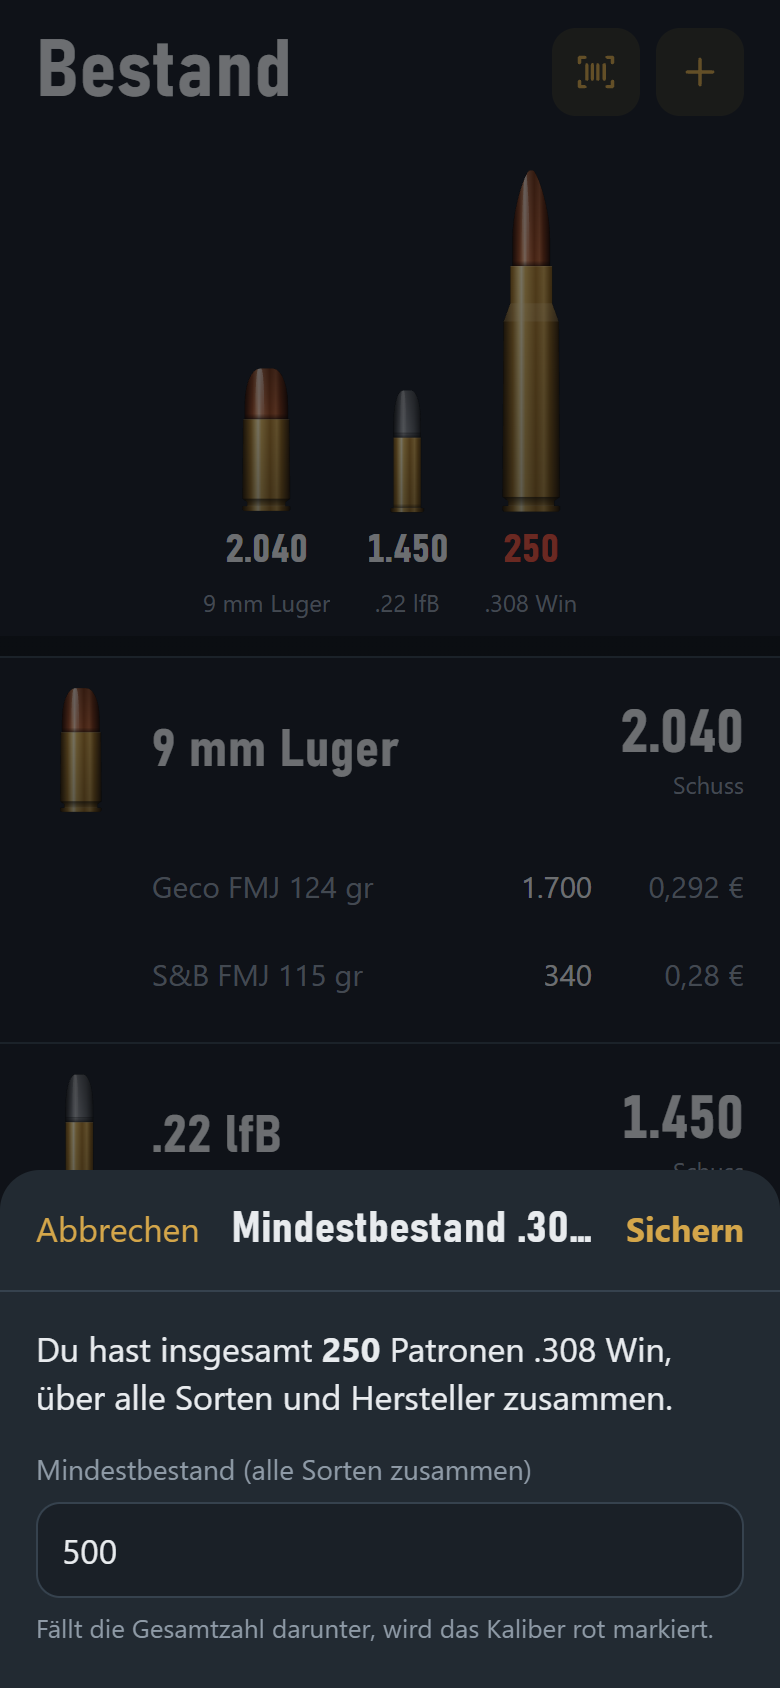 Bestand
2.040
1.450
250
9 mm Luger
.22 lfB
.308 Win
9 mm Luger
2.040
Schuss
Geco FMJ 124 gr
1.700
0,292 €
S&B FMJ 115 gr
340
0,28 €
.22 lfB
1.450
Schuss
Abbrechen
Mindestbestand .30…
Sichern
Du hast insgesamt 250 Patronen .308 Win,
über alle Sorten und Hersteller zusammen.
Mindestbestand (alle Sorten zusammen)
500
Fällt die Gesamtzahl darunter, wird das Kaliber rot markiert.